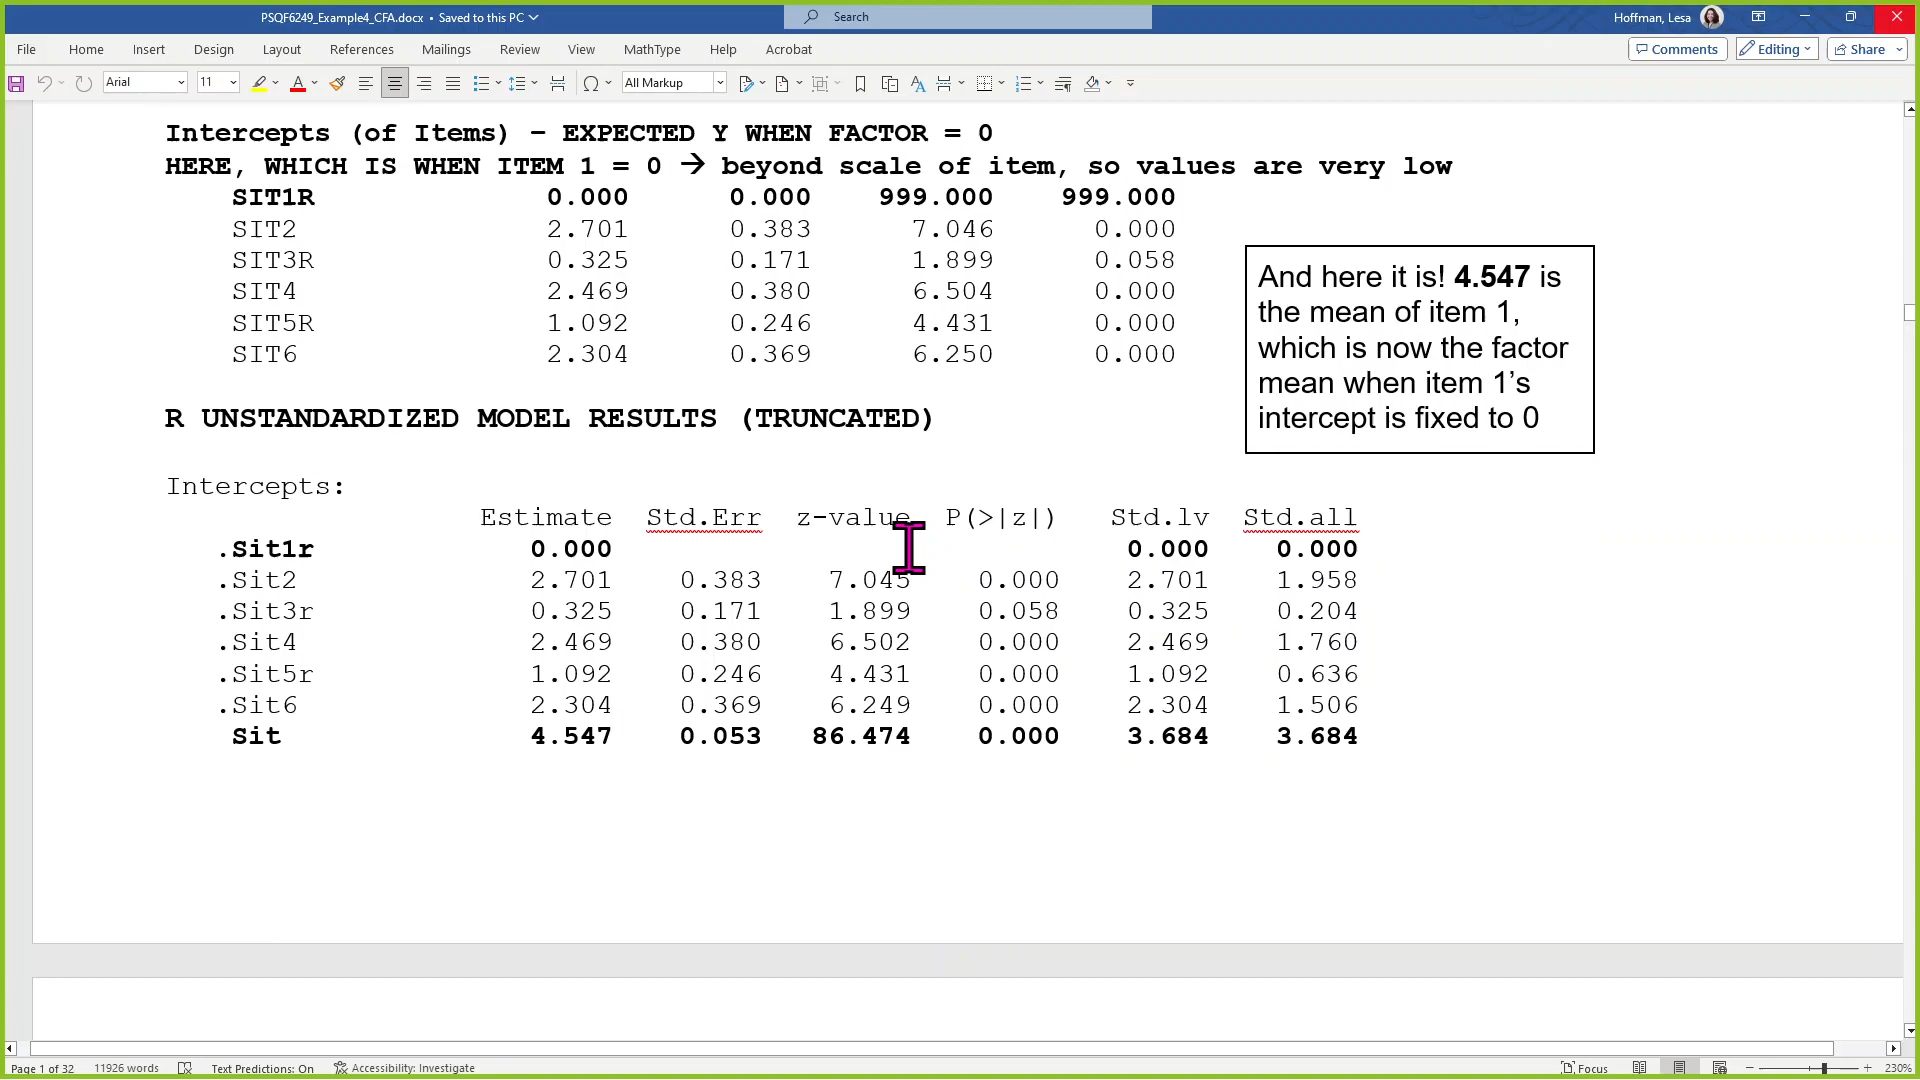 PSQF6249_Example4_CFA.docx • Saved to this PC
Search
Hoffman, Lesa
File Home Insert Design Layout References Mailings Review View MathType Help Acrobat
Comments Editing Share
Arial 11 All Markup
Intercepts (of Items) – EXPECTED Y WHEN FACTOR = 0
HERE, WHICH IS WHEN ITEM 1 = 0 → beyond scale of item, so values are very low
SIT1R 0.000 0.000 999.000 999.000
SIT2 2.701 0.383 7.046 0.000
SIT3R 0.325 0.171 1.899 0.058
SIT4 2.469 0.380 6.504 0.000
SIT5R 1.092 0.246 4.431 0.000
SIT6 2.304 0.369 6.250 0.000
And here it is! 4.547 is
the mean of item 1,
which is now the factor
mean when item 1’s
intercept is fixed to 0
R UNSTANDARDIZED MODEL RESULTS (TRUNCATED)
Intercepts:
Estimate Std.Err z-value P(>|z|) Std.lv Std.all
.Sit1r 0.000 0.000 0.000
.Sit2 2.701 0.383 7.045 0.000 2.701 1.958
.Sit3r 0.325 0.171 1.899 0.058 0.325 0.204
.Sit4 2.469 0.380 6.502 0.000 2.469 1.760
.Sit5r 1.092 0.246 4.431 0.000 1.092 0.636
.Sit6 2.304 0.369 6.249 0.000 2.304 1.506
Sit 4.547 0.053 86.474 0.000 3.684 3.684
Page 1 of 32 11926 words Text Predictions: On Accessibility: Investigate Focus 230%